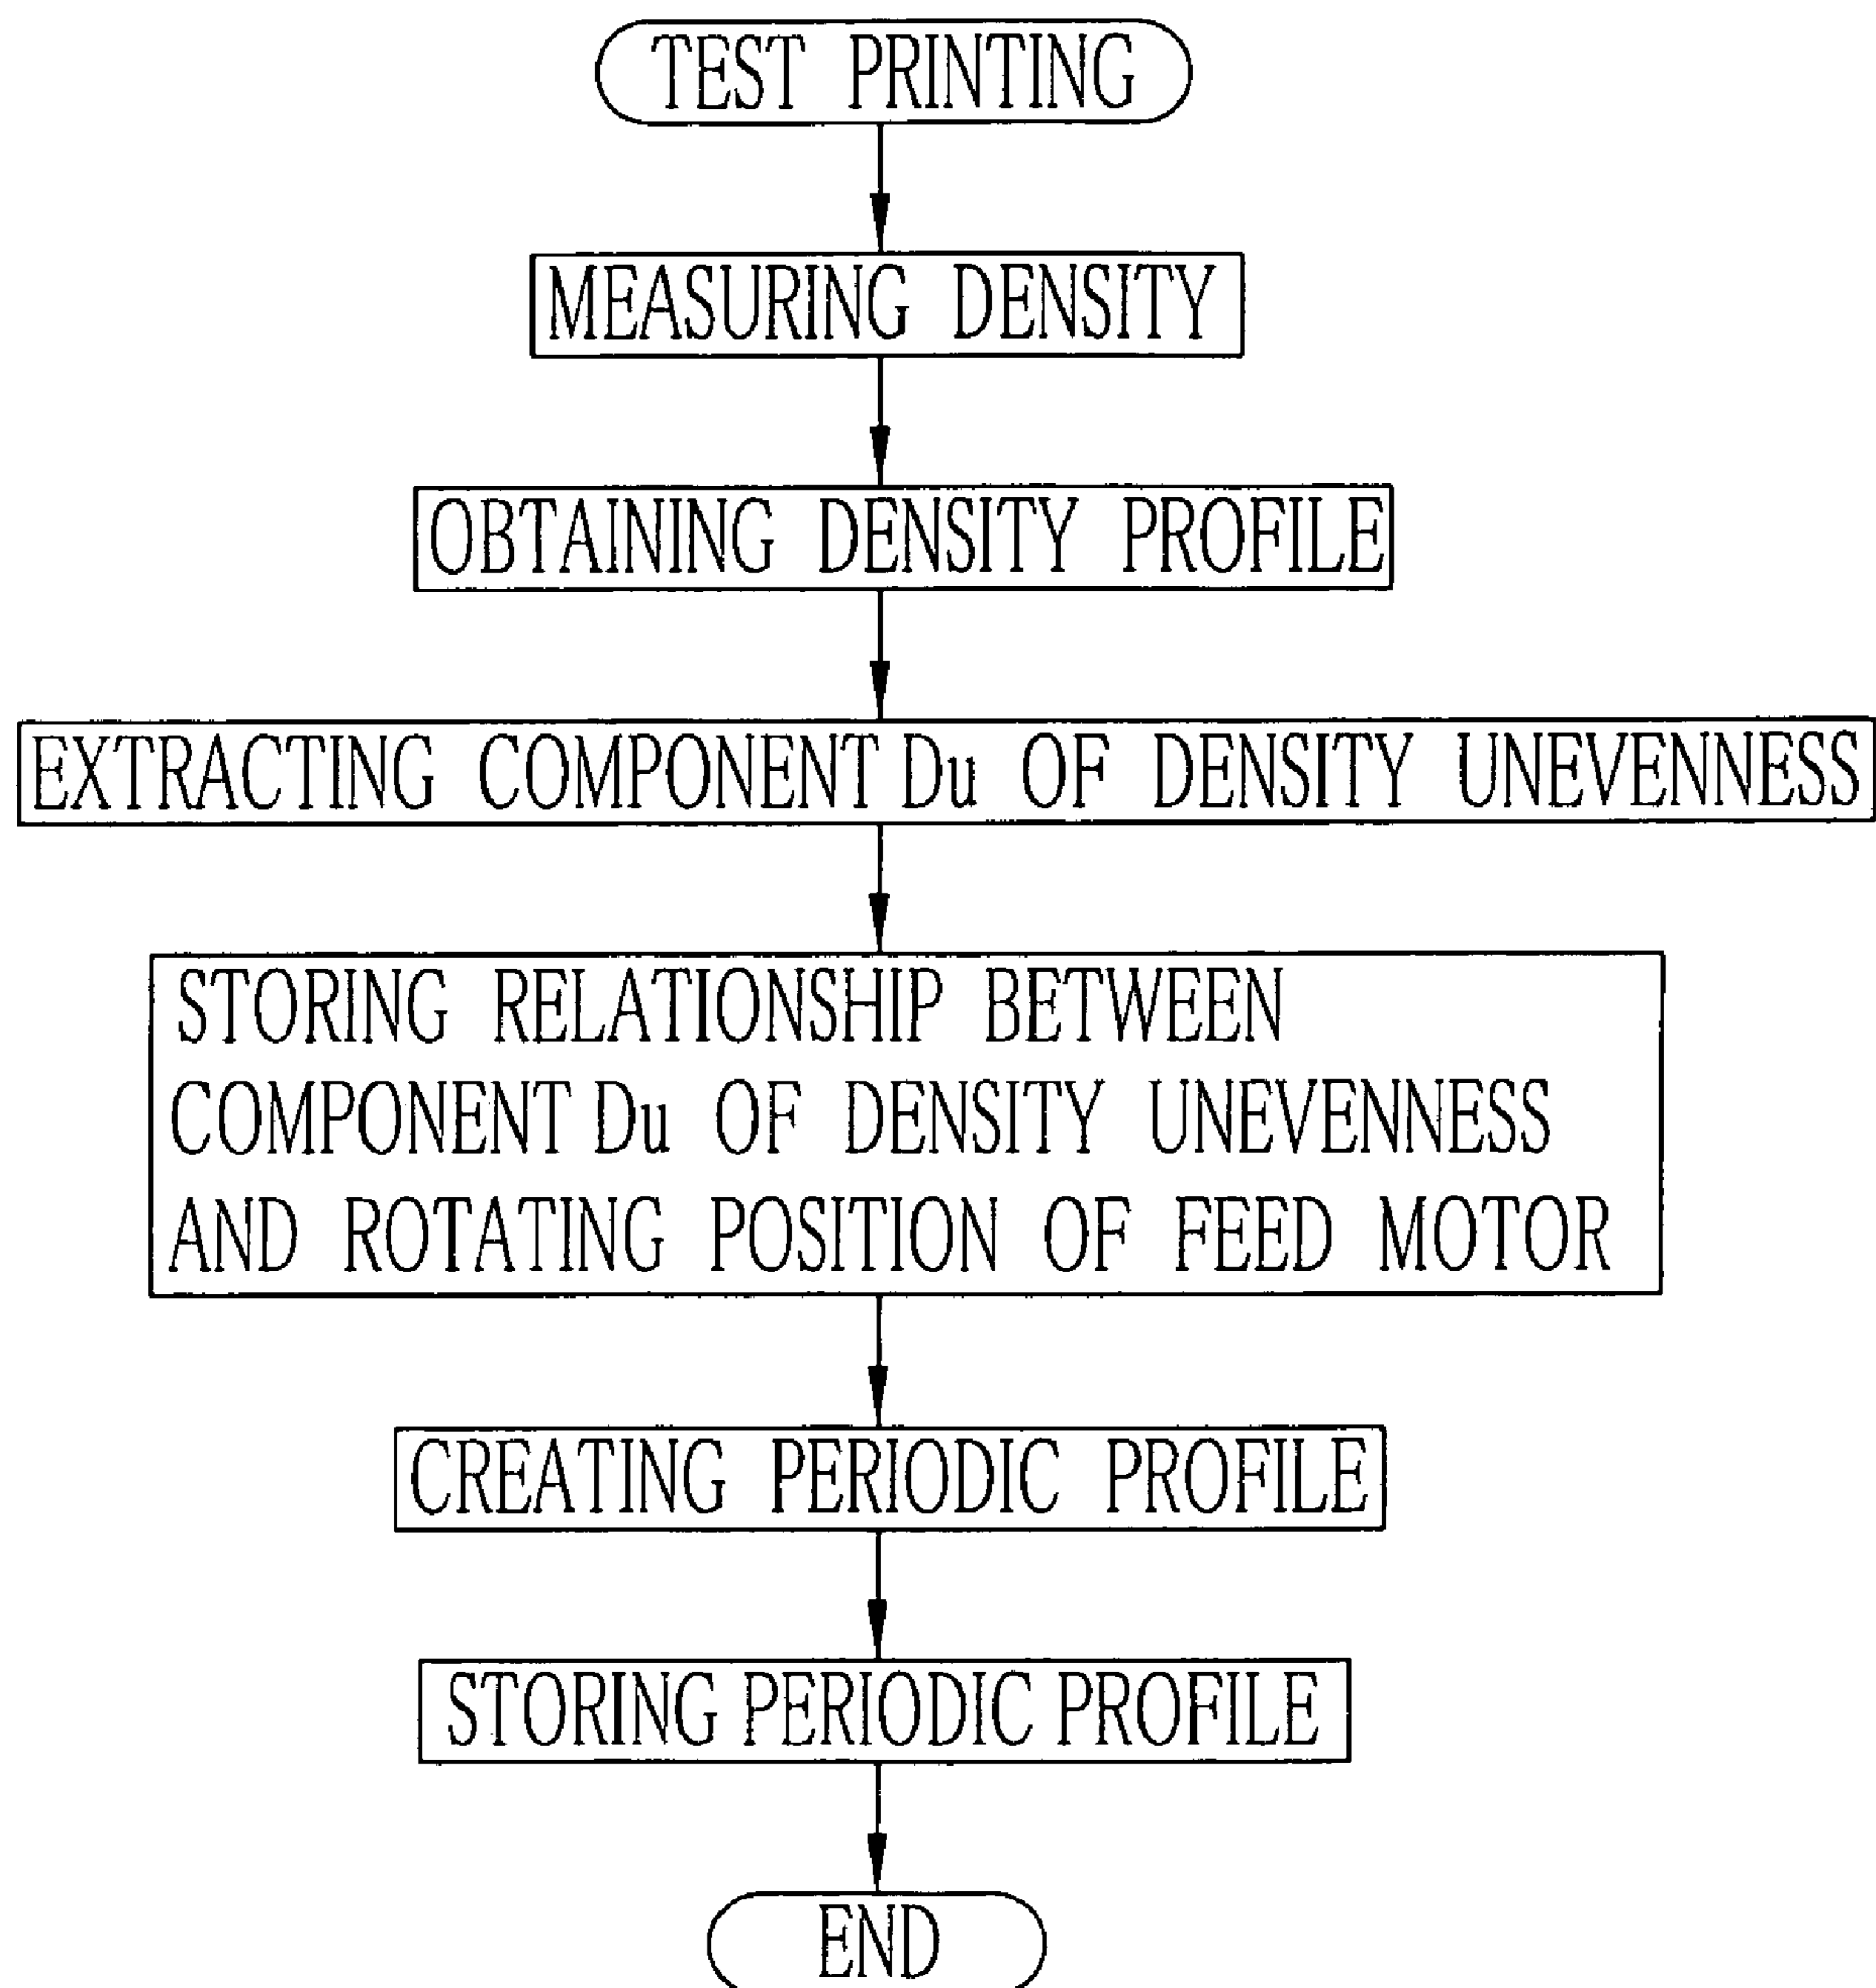 TEST PRINTING
MEASURING DENSITY
OBTAINING DENSITY PROFILE
EXTRACTING COMPONENT Du OF DENSITY UNEVENNESS
STORING RELATIONSHIP BETWEEN
COMPONENT Du OF DENSITY UNEVENNESS
AND ROTATING POSITION OF FEED MOTOR
CREATING PERIODIC PROFILE
STORING PERIODIC PROFILE
END